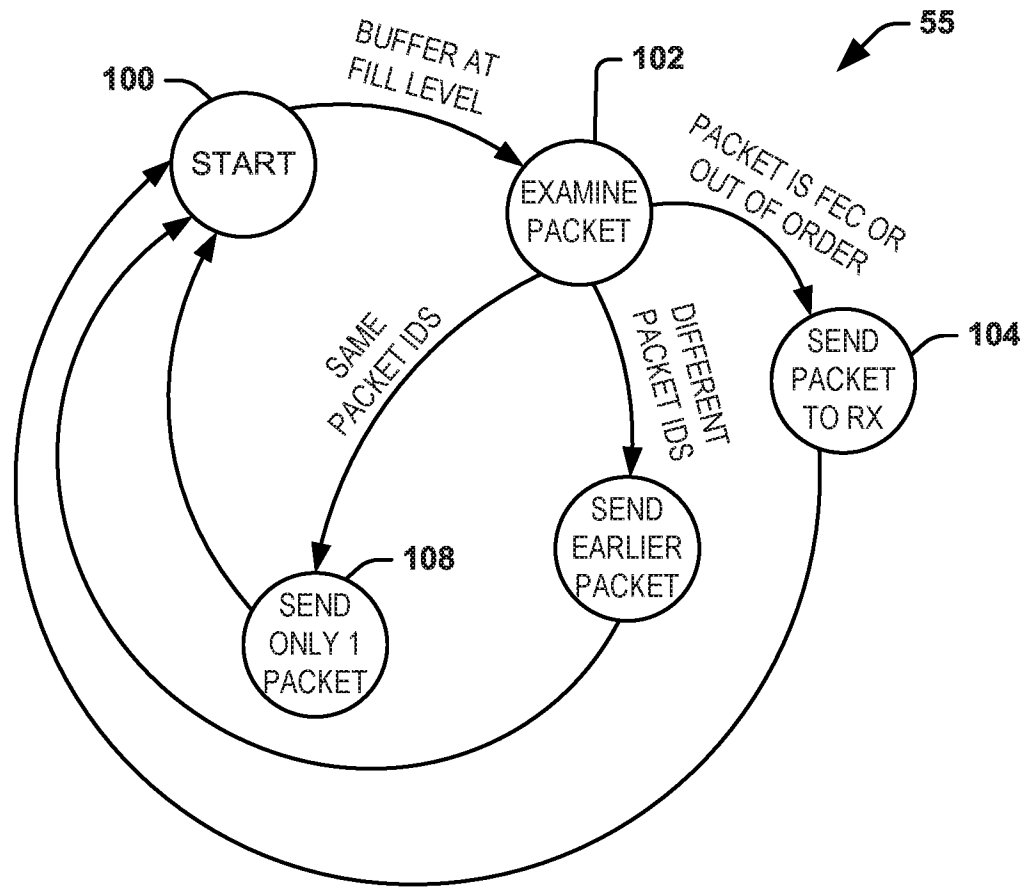 55
BUFFER AT
FILL LEVEL
102
100
START
PACKET IS FEC OR
OUT OF ORDER
EXAMINE
PACKET
SAME
PACKET IDS
DIFFERENT
PACKET IDS
104
SEND
PACKET
TO RX
SEND
EARLIER
PACKET
108
SEND
ONLY 1
PACKET